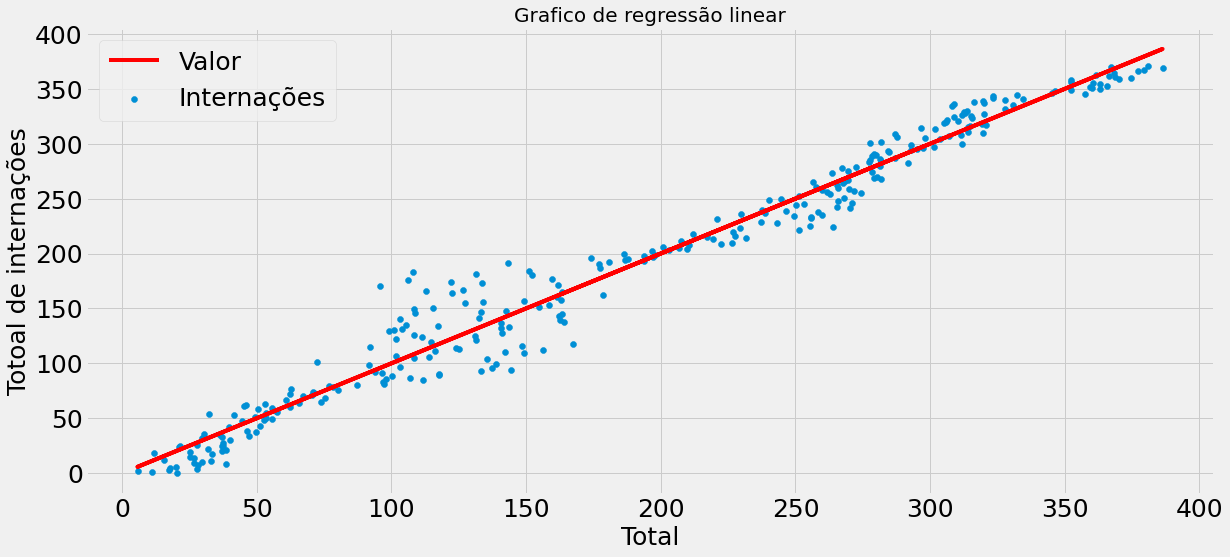 Grafico de regressão linear
Valor
Internações
Totoal de internações
400
350
300
250
200
150
100
50
0
0 50 100 150 200 250 300 350 400
Total